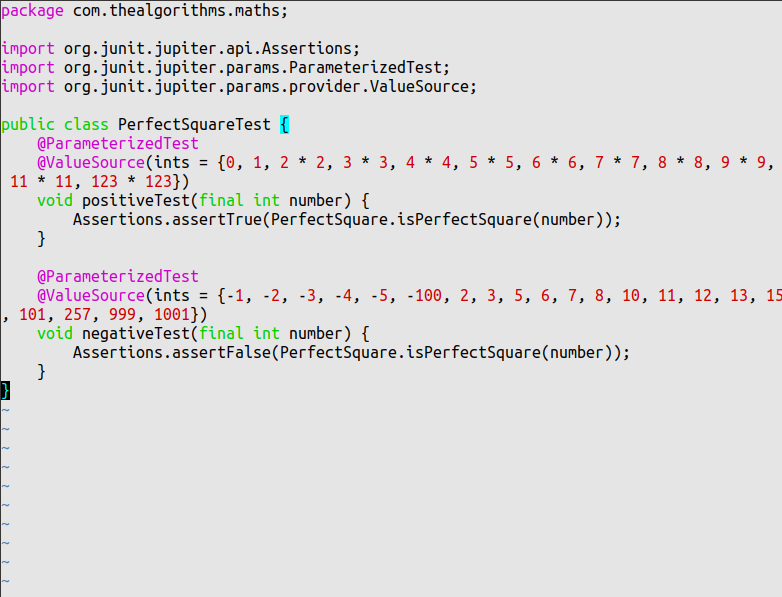 package com.thealgorithms.maths;
import org.junit.jupiter.api.Assertions;
import org.junit.jupiter.params.ParameterizedTest;
import org.junit.jupiter.params.provider.ValueSource;
public class PerfectSquareTest {
    @ParameterizedTest
    @ValueSource(ints = {0, 1, 2 * 2, 3 * 3, 4 * 4, 5 * 5, 6 * 6, 7 * 7, 8 * 8, 9 * 9,
 11 * 11, 123 * 123})
    void positiveTest(final int number) {
        Assertions.assertTrue(PerfectSquare.isPerfectSquare(number));
    }
    @ParameterizedTest
    @ValueSource(ints = {-1, -2, -3, -4, -5, -100, 2, 3, 5, 6, 7, 8, 10, 11, 12, 13, 15
, 101, 257, 999, 1001})
    void negativeTest(final int number) {
        Assertions.assertFalse(PerfectSquare.isPerfectSquare(number));
    }
}
~
~
~
~
~
~
~
~
~
~